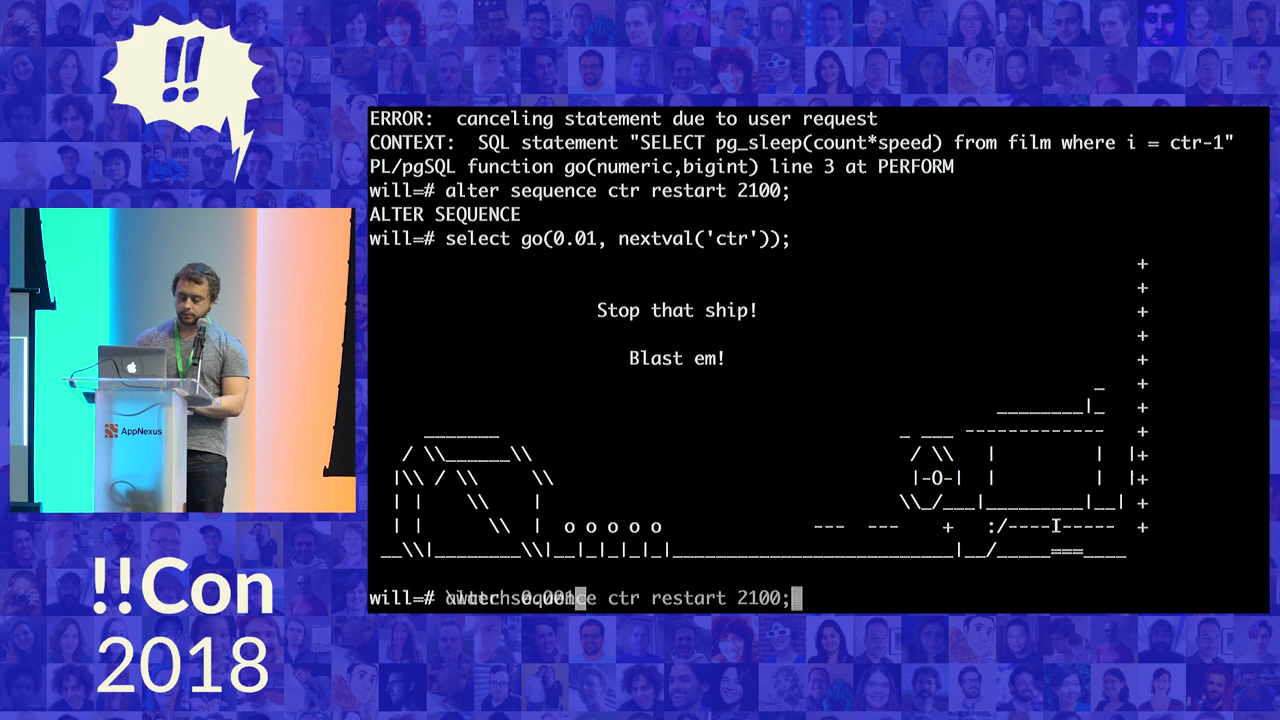 !!
ERROR:  canceling statement due to user request
CONTEXT:  SQL statement "SELECT pg_sleep(count*speed) from film where i = ctr-1"
PL/pgSQL function go(numeric,bigint) line 3 at PERFORM
will=# alter sequence ctr restart 2100;
ALTER SEQUENCE
will=# select go(0.01, nextval('ctr'));
Stop that ship!
Blast em!
will=# alter sequence ctr restart 2100;
AppNexus
!!Con
2018